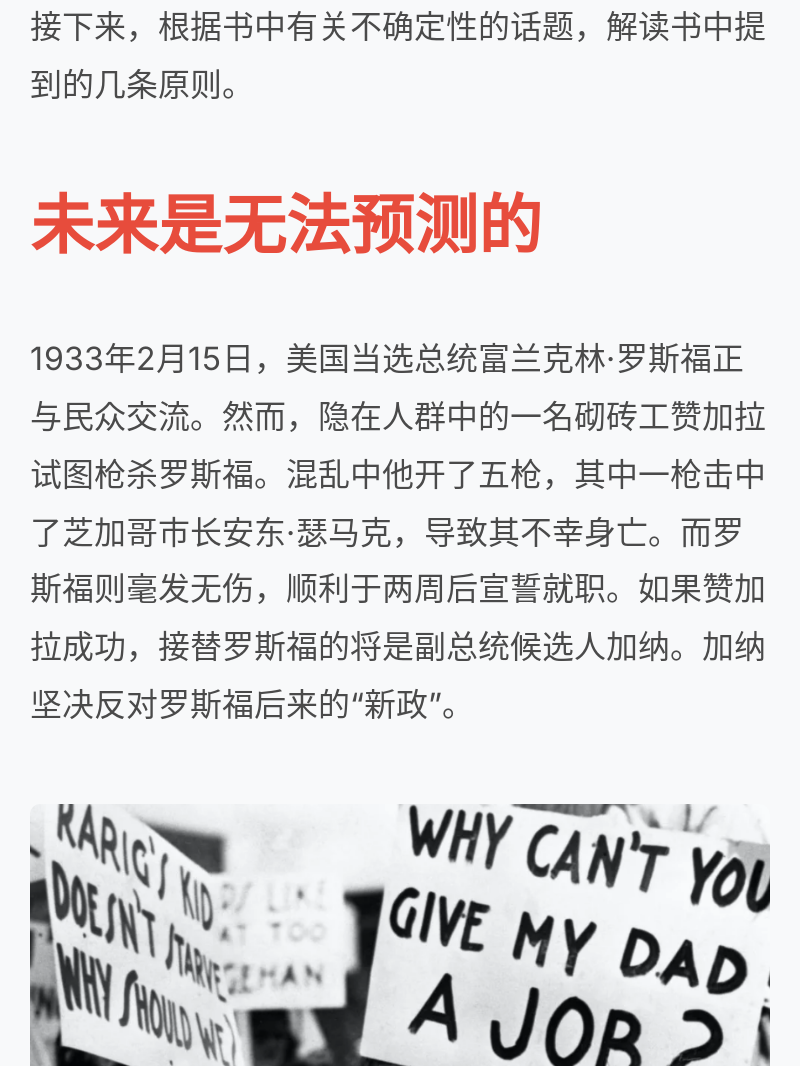 接下来，根据书中有关不确定性的话题，解读书中提
到的几条原则。
未来是无法预测的
1933年2月15日，美国当选总统富兰克林·罗斯福正
与民众交流。然而，隐在人群中的一名砌砖工赞加拉
试图枪杀罗斯福。混乱中他开了五枪，其中一枪击中
了芝加哥市长安东·瑟马克，导致其不幸身亡。而罗
斯福则毫发无伤，顺利于两周后宣誓就职。如果赞加
拉成功，接替罗斯福的将是副总统候选人加纳。加纳
坚决反对罗斯福后来的“新政”。
RARIG'S KID
DOESN'T STARVE
WHY SHOULD WE?
DS LIKE
AT TOO
GEHAN
WHY CAN'T YOU
GIVE MY DAD
A JOB?